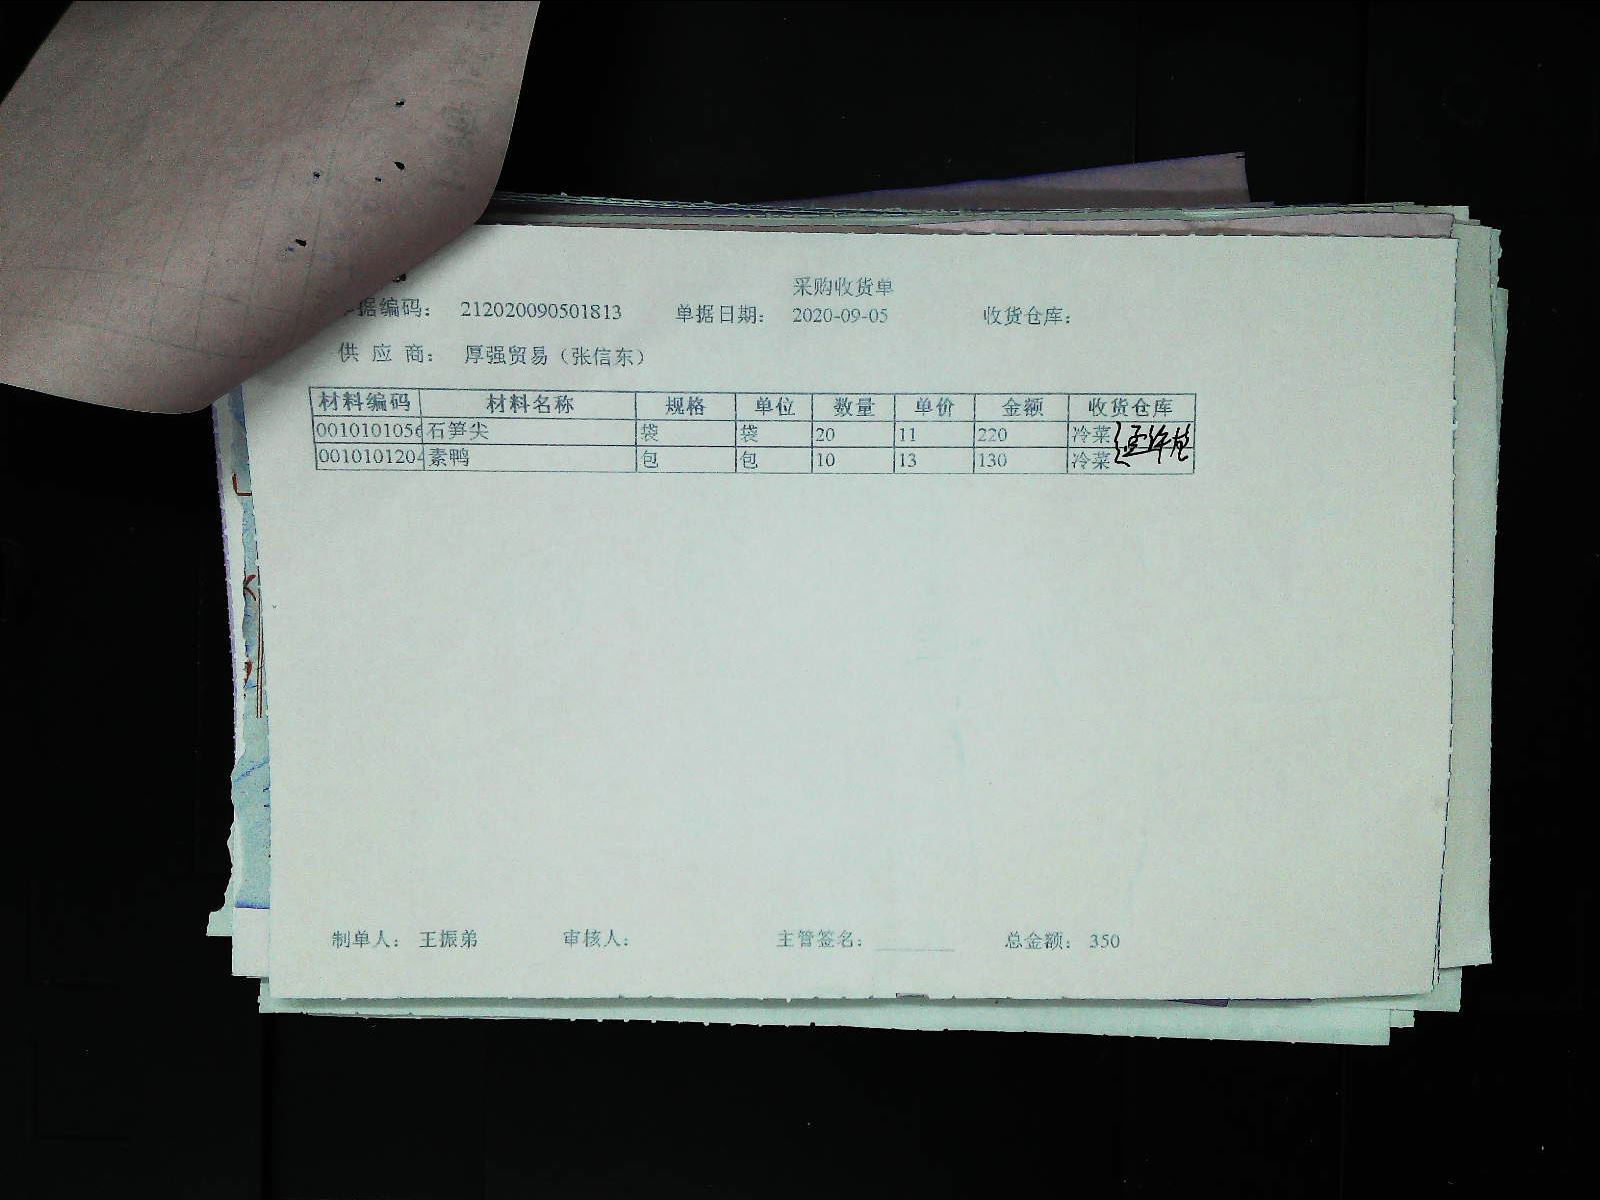 采购收货单
据编码： 212020090501813 单据日期： 2020-09-05 收货仓库：
供 应 商： 厚强贸易（张信东）
材料编码 材料名称 规格 单位 数量 单价 金额 收货仓库
0010101056 石笋尖 袋 袋 20 11 220 冷菜
0010101204 素鸭 包 包 10 13 130 冷菜
制单人： 王振弟 审核人： 主管签名： 总金额： 350